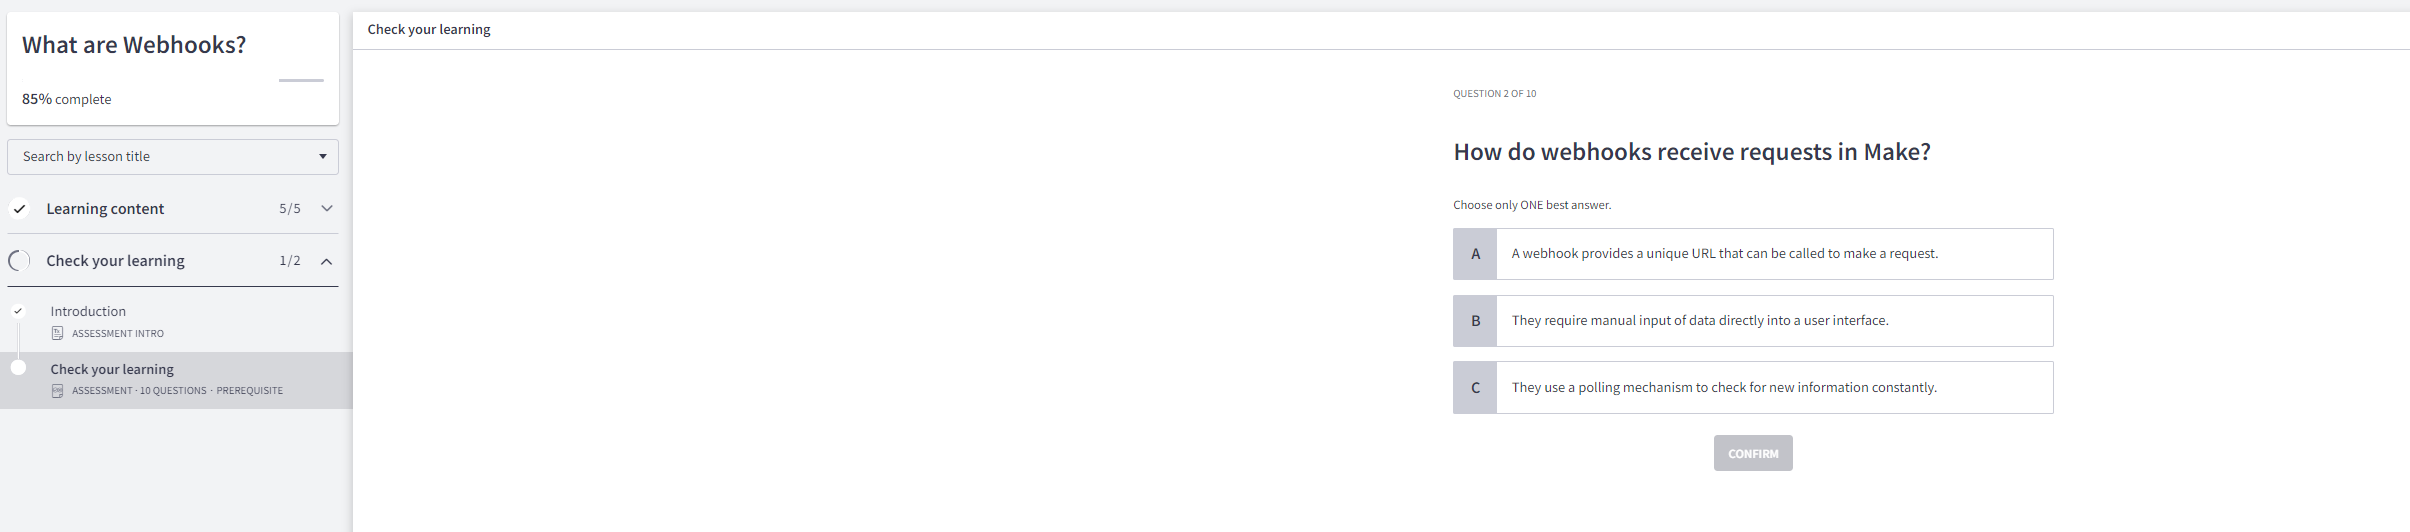 What are Webhooks?
85% complete
Search by lesson title
Learning content 5/5
Check your learning 1/2
Introduction
ASSESSMENT INTRO
Check your learning
ASSESSMENT · 10 QUESTIONS · PREREQUISITE
Check your learning
QUESTION 2 OF 10
How do webhooks receive requests in Make?
Choose only ONE best answer.
A A webhook provides a unique URL that can be called to make a request.
B They require manual input of data directly into a user interface.
C They use a polling mechanism to check for new information constantly.
CONFIRM